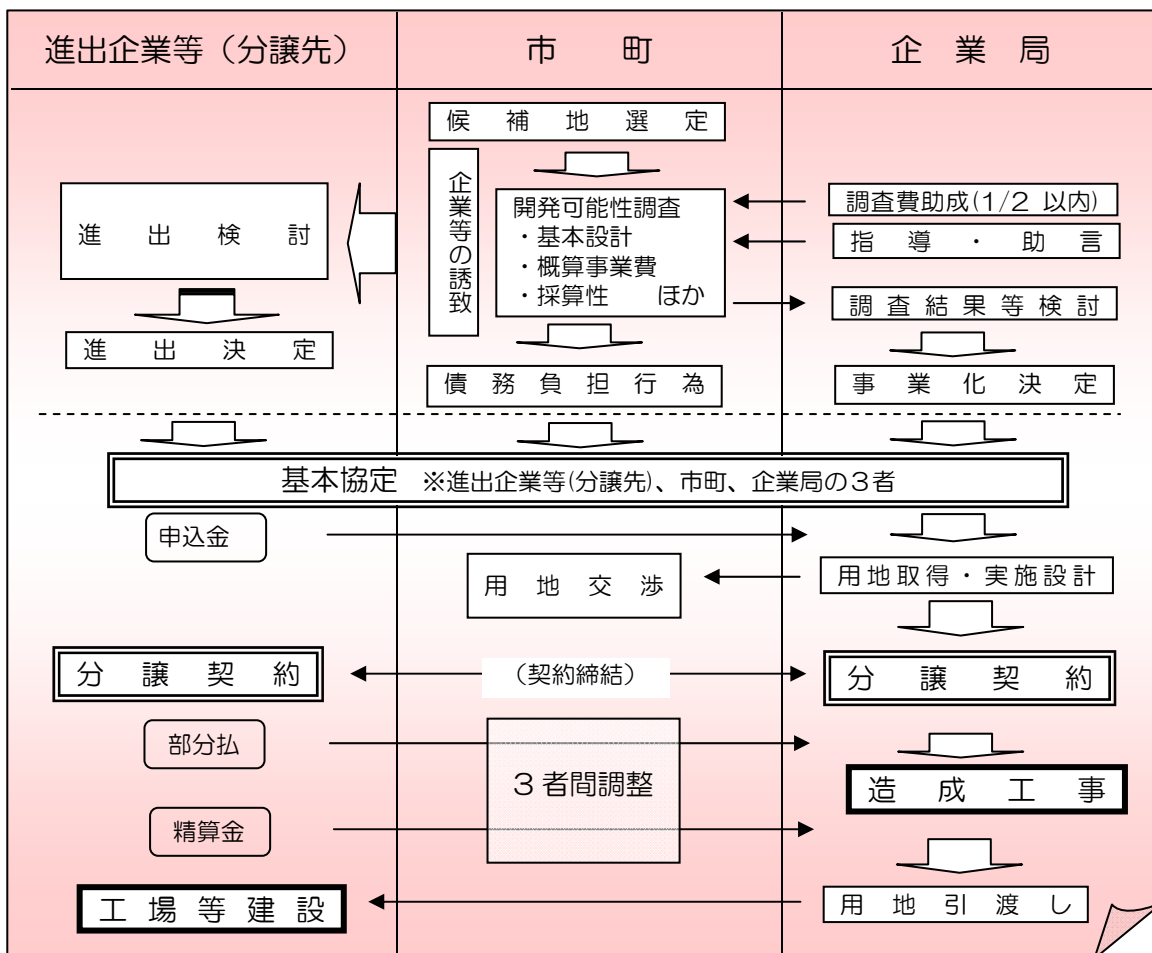 進出企業等（分譲先）
市町
企業局
候補地選定
企業等の誘致
開発可能性調査
・基本設計
・概算事業費
・採算性 ほか
調査費助成(1/2 以内)
指導・助言
進出検討
調査結果等検討
進出決定
債務負担行為
事業化決定
基本協定 ※進出企業等(分譲先)、市町、企業局の３者
申込金
用地交渉
用地取得・実施設計
分譲契約
（契約締結）
分譲契約
部分払
３者間調整
造成工事
精算金
工場等建設
用地引渡し